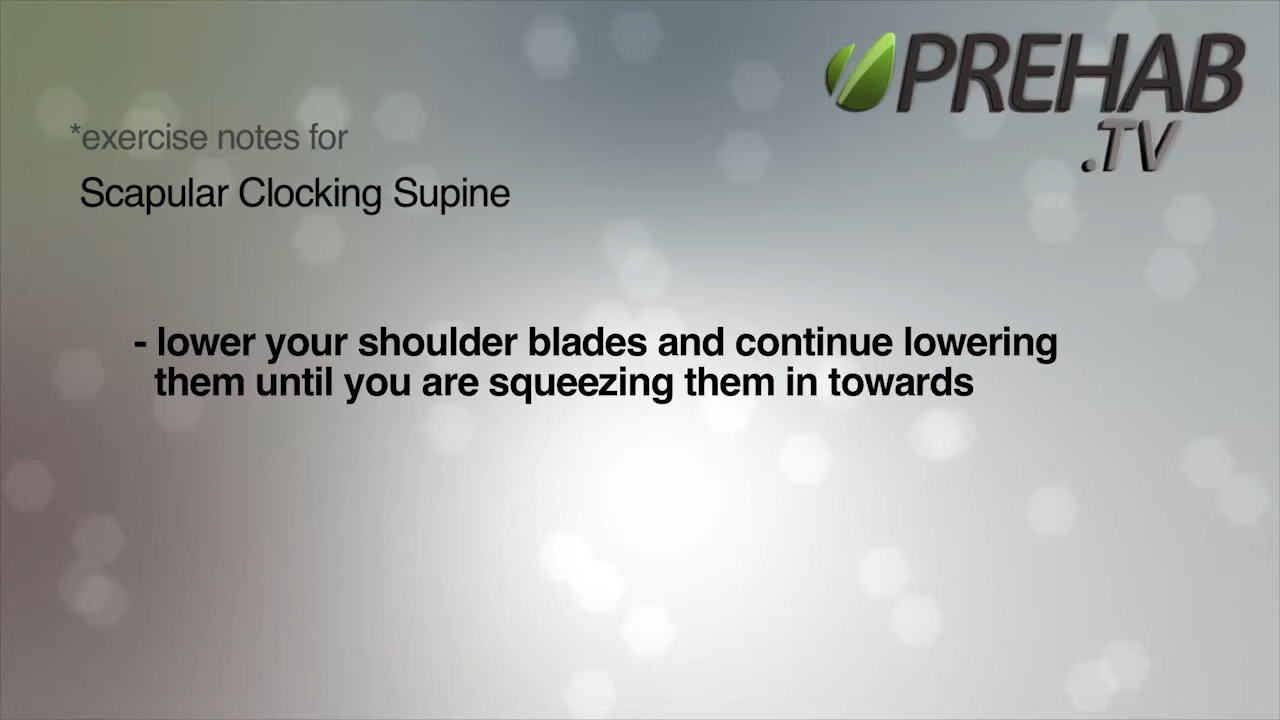 PREHAB
.TV
*exercise notes for
Scapular Clocking Supine
- lower your shoulder blades and continue lowering
them until you are squeezing them in towards